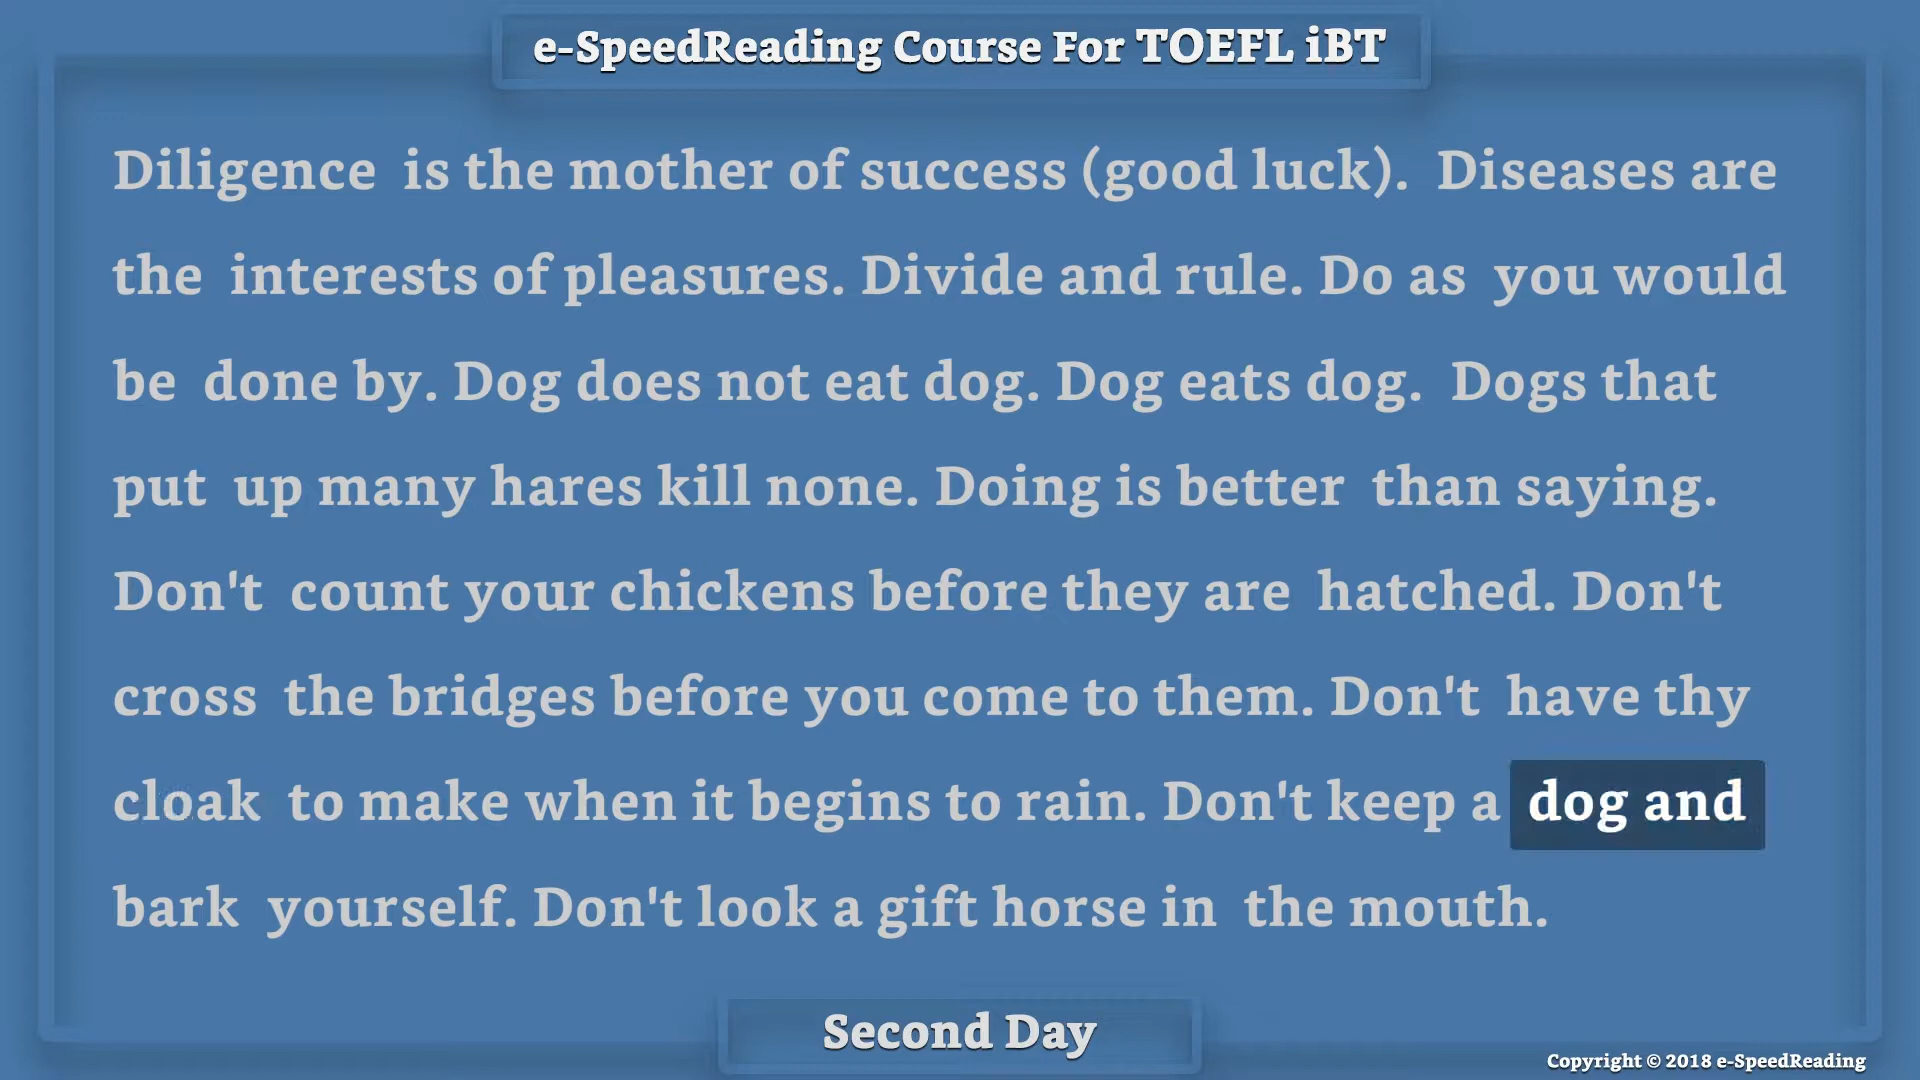 e-SpeedReading Course For TOEFL iBT
Diligence is the mother of success (good luck). Diseases are
the interests of pleasures. Divide and rule. Do as you would
be done by. Dog does not eat dog. Dog eats dog. Dogs that
put up many hares kill none. Doing is better than saying.
Don't count your chickens before they are hatched. Don't
cross the bridges before you come to them. Don't have thy
cloak to make when it begins to rain. Don't keep a dog and
bark yourself. Don't look a gift horse in the mouth.
Second Day
Copyright © 2018 e-SpeedReading